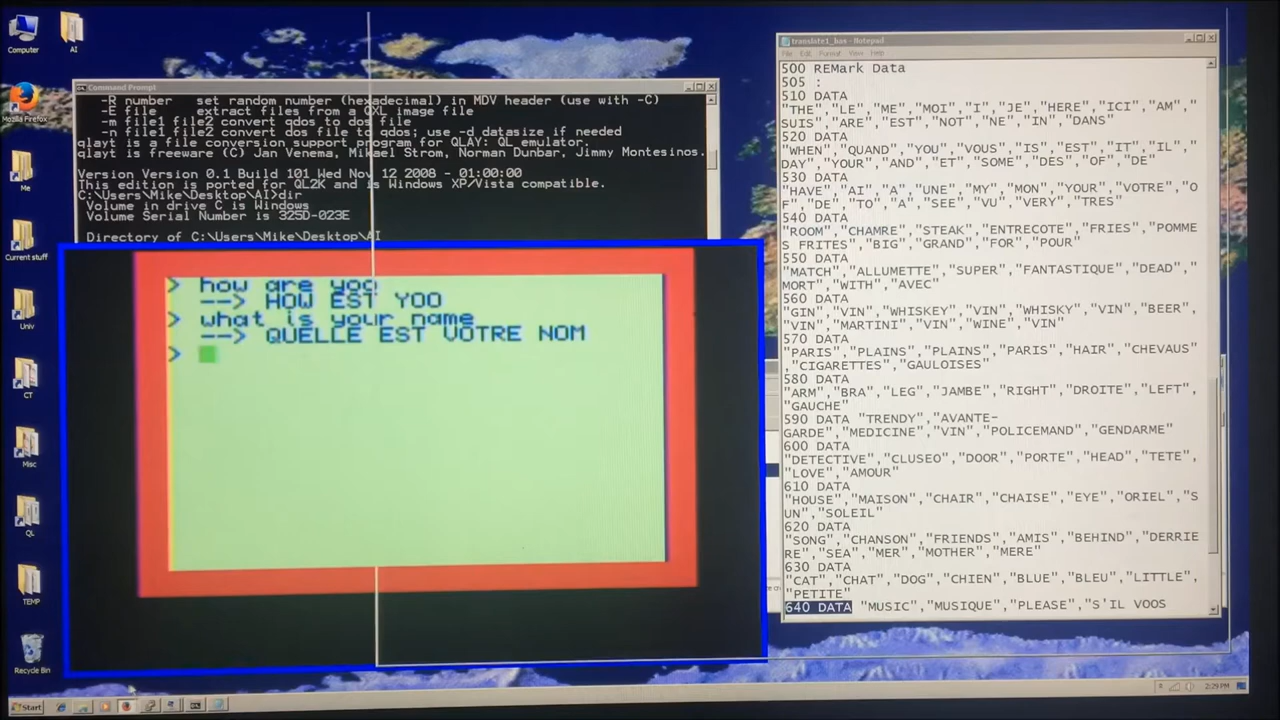 Computer
AI
Mozilla Firefox
Me
Current stuff
Univ
CT
Misc
QL
TEMP
Recycle Bin
Start
Command Prompt
-R number set random number (hexadecimal) in MDV header (use with -C)
-E file extract files from a QXL image file
-m file1 file2 convert qdos to dos file
-n file1 file2 convert dos file to qdos; use -d datasize if needed
qlayt is a file conversion support program for QLAY: QL emulator.
qlayt is freeware (C) Jan Venema, Mikael Strom, Norman Dunbar, Jimmy Montesinos.
Version Version 0.1 Build 101 Wed Nov 12 2008 - 01:00:00
This edition is ported for QL2K and is Windows XP/Vista compatible.
C:\Users\Mike\Desktop\AI>dir
Volume in drive C is Windows
Volume Serial Number is 325D-023E
Directory of C:\Users\Mike\Desktop\AI
> how are yoo
--> HOW EST YOO
> what is your name
--> QUELLE EST VOTRE NOM
>
translate1_bas - Notepad
File Edit Format View Help
500 REMark Data
505 :
510 DATA
"THE","LE","ME","MOI","I","JE","HERE","ICI","AM","
SUIS","ARE","EST","NOT","NE","IN","DANS"
520 DATA
"WHEN","QUAND","YOU","VOUS","IS","EST","IT","IL","
DAY","YOUR","AND","ET","SOME","DES","OF","DE"
530 DATA
"HAVE","AI","A","UNE","MY","MON","YOUR","VOTRE","O
F","DE","TO","A","SEE","VU","VERY","TRES"
540 DATA
"ROOM","CHAMRE","STEAK","ENTRECOTE","FRIES","POMME
S FRITES","BIG","GRAND","FOR","POUR"
550 DATA
"MATCH","ALLUMETTE","SUPER","FANTASTIQUE","DEAD","
MORT","WITH","AVEC"
560 DATA
"GIN","VIN","WHISKEY","VIN","WHISKY","VIN","BEER",
"VIN","MARTINI","VIN","WINE","VIN"
570 DATA
"PARIS","PLAINS","PLAINS","PARIS","HAIR","CHEVAUS"
,"CIGARETTES","GAULOISES"
580 DATA
"ARM","BRA","LEG","JAMBE","RIGHT","DROITE","LEFT",
"GAUCHE"
590 DATA "TRENDY","AVANTE-
GARDE","MEDICINE","VIN","POLICEMAND","GENDARME"
600 DATA
"DETECTIVE","CLUSEO","DOOR","PORTE","HEAD","TETE",
"LOVE","AMOUR"
610 DATA
"HOUSE","MAISON","CHAIR","CHAISE","EYE","ORIEL","S
UN","SOLEIL"
620 DATA
"SONG","CHANSON","FRIENDS","AMIS","BEHIND","DERRIE
RE","SEA","MER","MOTHER","MERE"
630 DATA
"CAT","CHAT","DOG","CHIEN","BLUE","BLEU","LITTLE",
"PETITE"
640 DATA "MUSIC","MUSIQUE","PLEASE","S'IL VOOS
2:29 PM